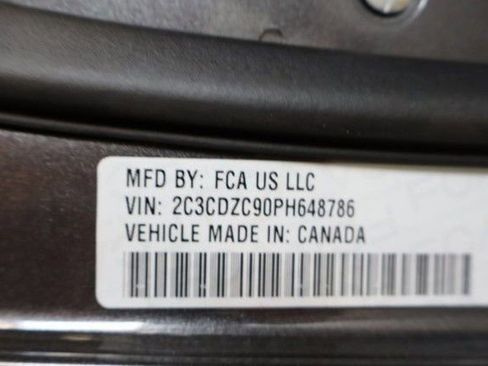 MFD BY: FCA US LLC
VIN: 2C3CDZC90PH648786
VEHICLE MADE IN: CANADA